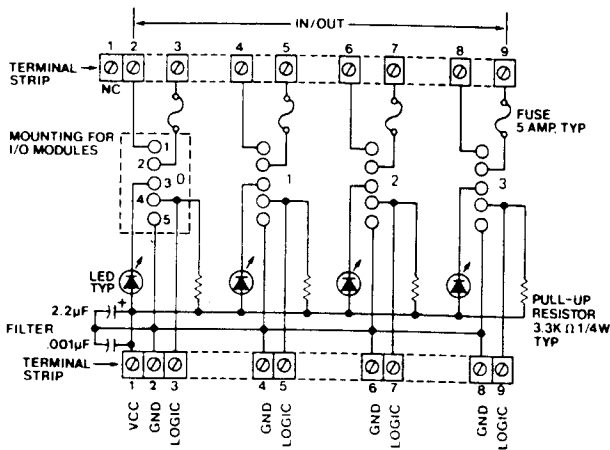 IN/OUT
1 2 3 4 5 6 7 8 9
TERMINAL
STRIP
NC
FUSE
5 AMP, TYP
MOUNTING FOR
I/O MODULES
1
2
3
4
5
0
1
2
3
LED
TYP
2.2µF
+
FILTER
.001µF
PULL-UP
RESISTOR
3.3K Ω 1/4W
TYP
TERMINAL
STRIP
1 2 3 4 5 6 7 8 9
VCC
GND
LOGIC
GND
LOGIC
GND
LOGIC
GND
LOGIC